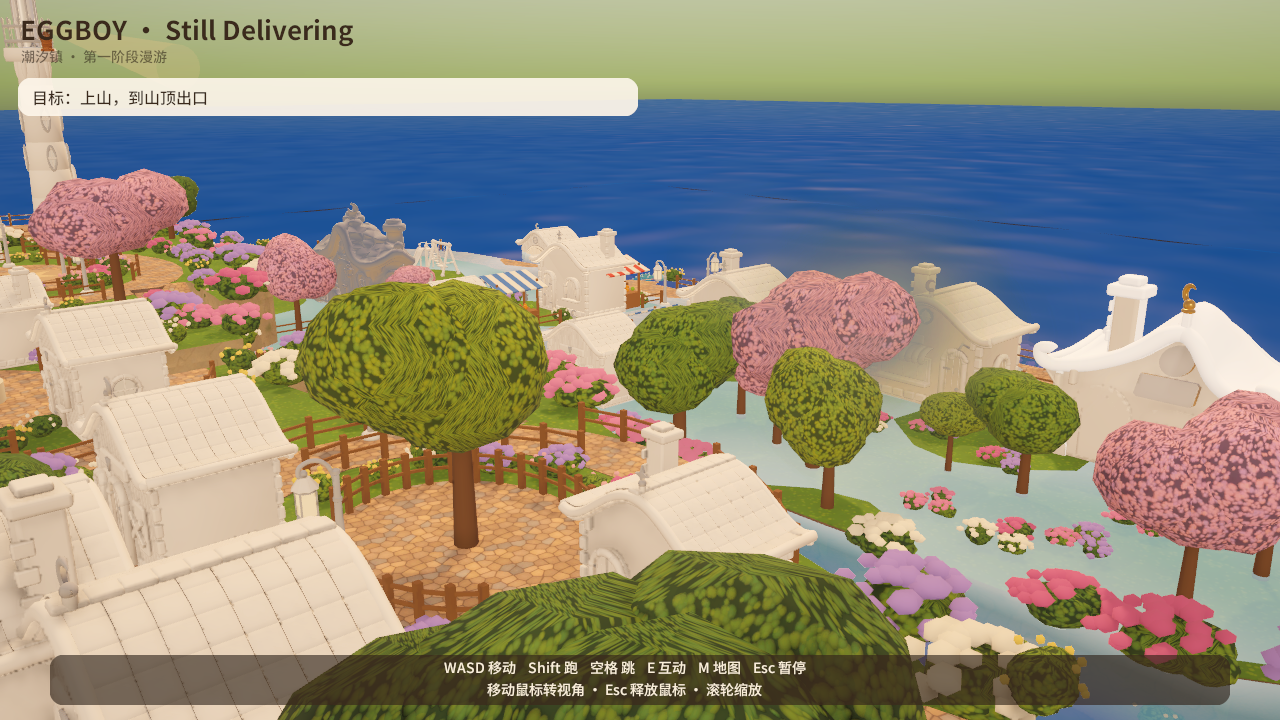 EGGBOY · Still Delivering
潮汐镇 · 第一阶段漫游
目标：上山，到山顶出口
WASD 移动 Shift 跑 空格 跳 E 互动 M 地图 Esc 暂停
移动鼠标转视角 · Esc 释放鼠标 · 滚轮缩放